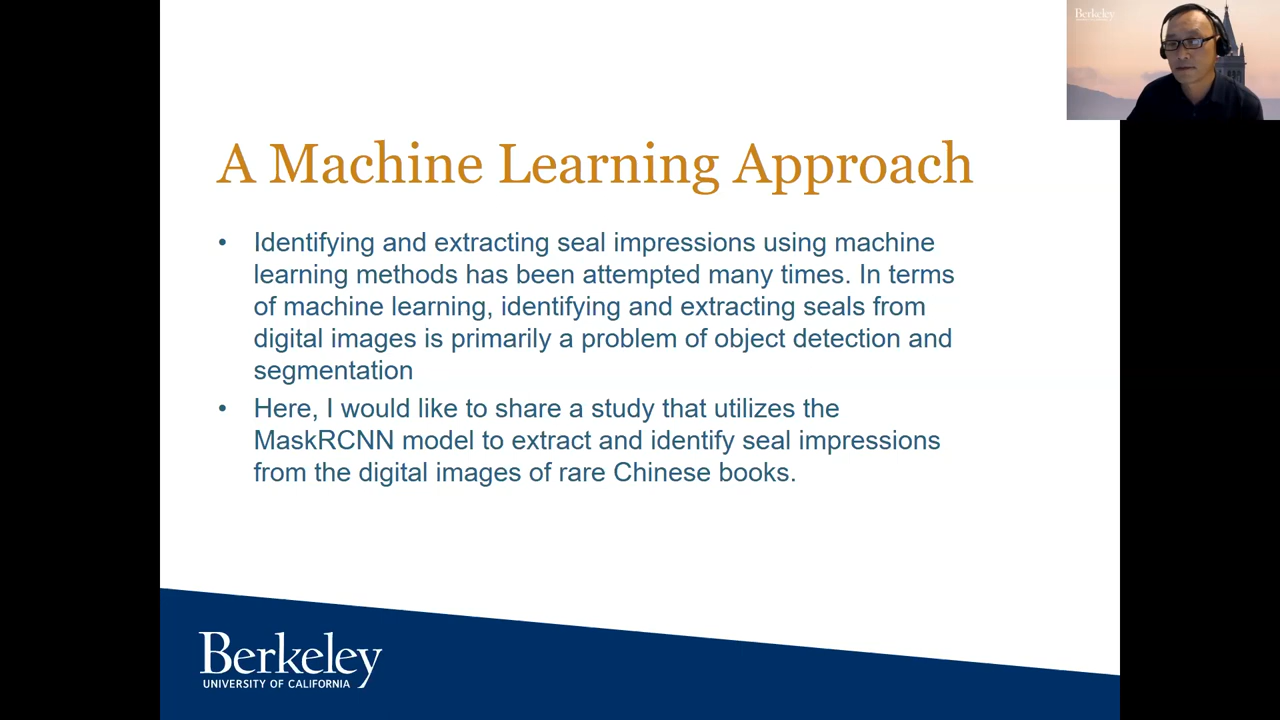 Berkeley
A Machine Learning Approach
• Identifying and extracting seal impressions using machine
learning methods has been attempted many times. In terms
of machine learning, identifying and extracting seals from
digital images is primarily a problem of object detection and
segmentation
• Here, I would like to share a study that utilizes the
MaskRCNN model to extract and identify seal impressions
from the digital images of rare Chinese books.
Berkeley
UNIVERSITY OF CALIFORNIA